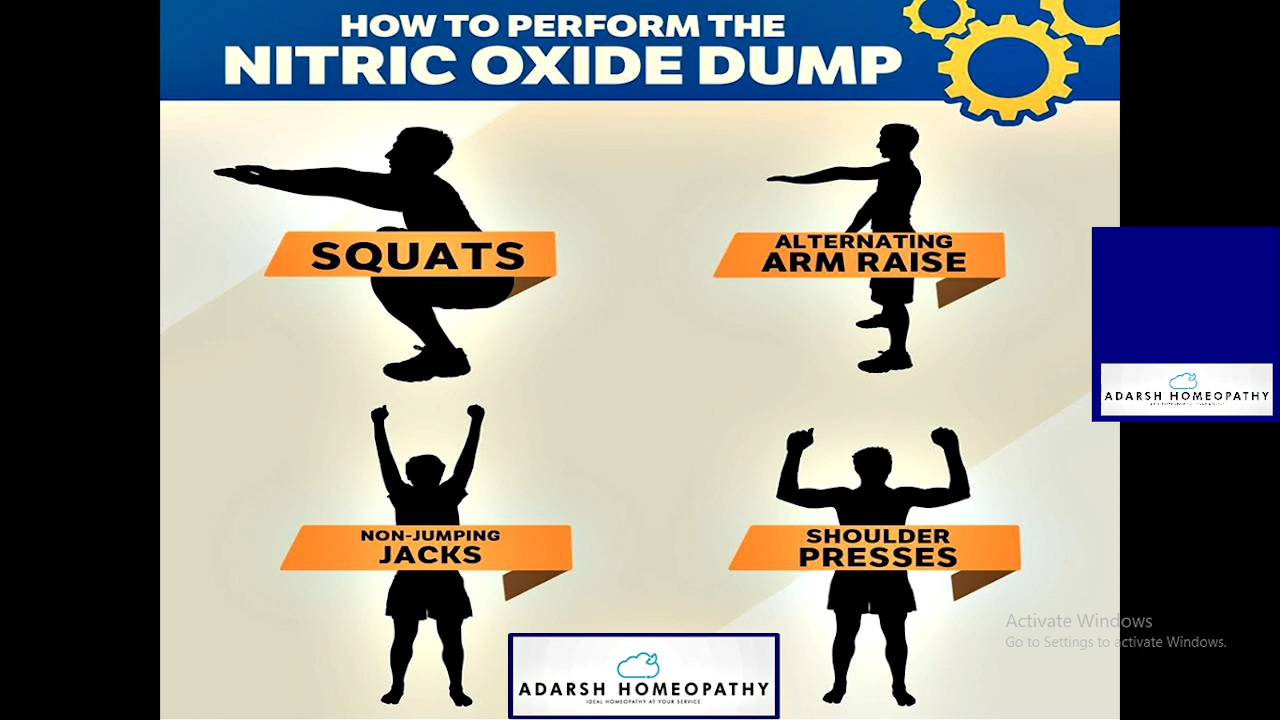 HOW TO PERFORM THE
NITRIC OXIDE DUMP
SQUATS
ALTERNATING
ARM RAISE
ADARSH HOMEOPATHY
NON-JUMPING
JACKS
SHOULDER
PRESSES
Activate Windows
Go to Settings to activate Windows.
ADARSH HOMEOPATHY
IDEAL HOMEOPATHY AT YOUR SERVICE